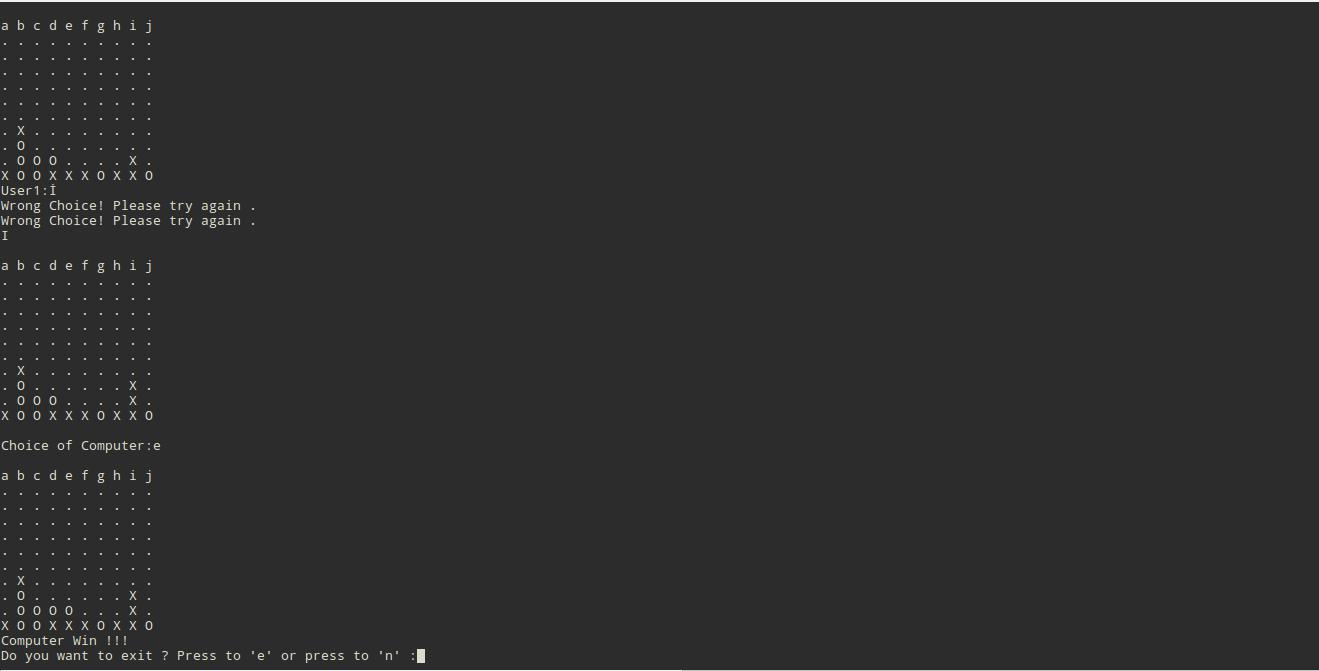 a b c d e f g h i j
. . . . . . . . . .
. . . . . . . . . .
. . . . . . . . . .
. . . . . . . . . .
. . . . . . . . . .
. . . . . . . . . .
. X . . . . . . . .
. O . . . . . . . .
. O O O . . . . X .
X O O X X X O X X O
User1:İ
Wrong Choice! Please try again .
Wrong Choice! Please try again .
I
a b c d e f g h i j
. . . . . . . . . .
. . . . . . . . . .
. . . . . . . . . .
. . . . . . . . . .
. . . . . . . . . .
. . . . . . . . . .
. X . . . . . . . .
. O . . . . . . X .
. O O O . . . . X .
X O O X X X O X X O
Choice of Computer:e
a b c d e f g h i j
. . . . . . . . . .
. . . . . . . . . .
. . . . . . . . . .
. . . . . . . . . .
. . . . . . . . . .
. . . . . . . . . .
. X . . . . . . . .
. O . . . . . . X .
. O O O O . . . X .
X O O X X X O X X O
Computer Win !!!
Do you want to exit ? Press to 'e' or press to 'n' :